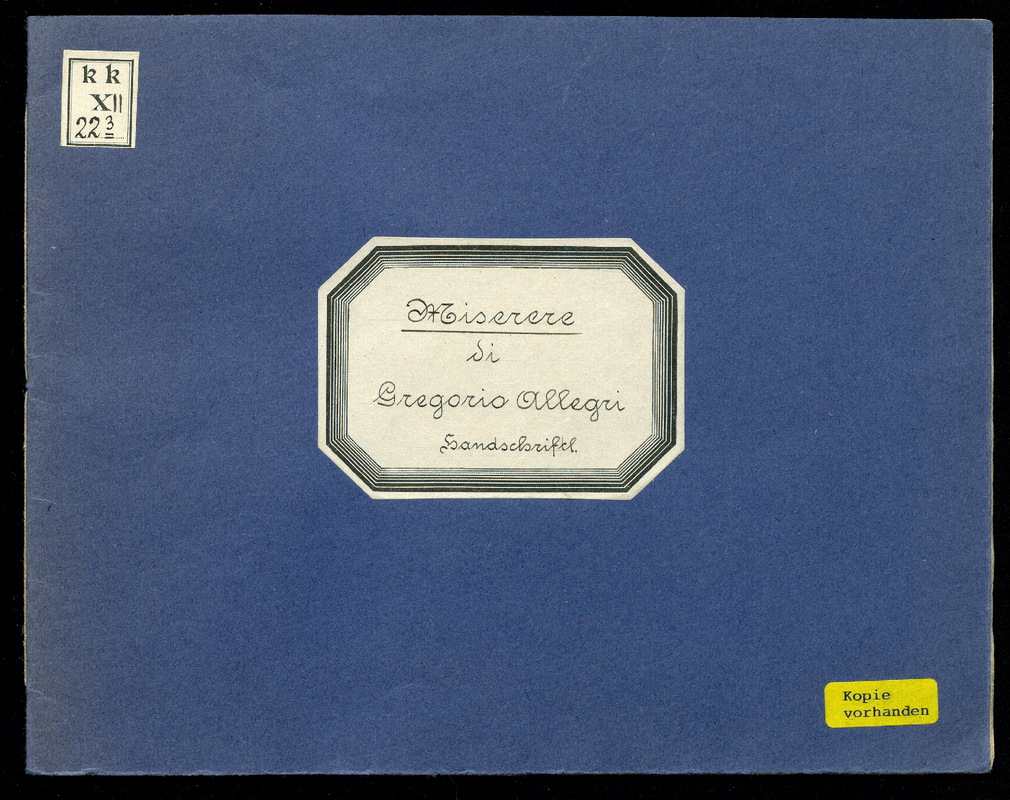 k k
XII
22 3
Miserere
di
Gregorio Allegri
Handschriftl.
Kopie
vorhanden